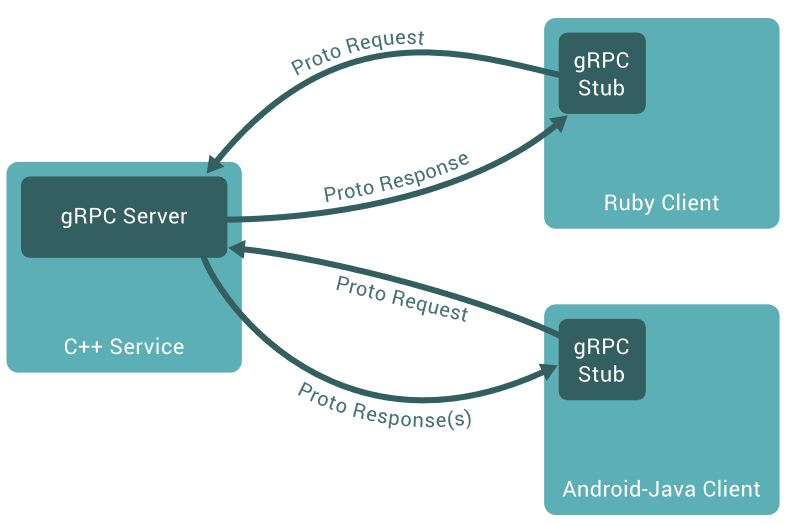 Proto Request
gRPC
Stub
Proto Response
Ruby Client
gRPC Server
C++ Service
Proto Request
gRPC
Stub
Proto Response(s)
Android-Java Client